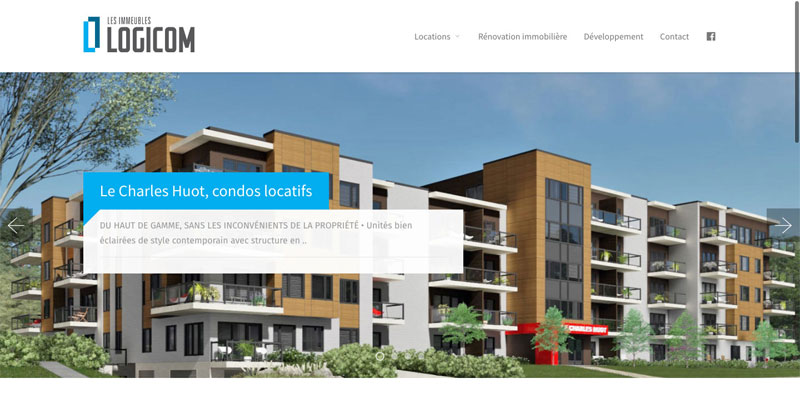 LES IMMEUBLES
LOGICOM
Locations
Rénovation immobilière
Développement
Contact
Le Charles Huot, condos locatifs
DU HAUT DE GAMME, SANS LES INCONVÉNIENTS DE LA PROPRIÉTÉ • Unités bien
éclairées de style contemporain avec structure en ..
CHARLES HUOT